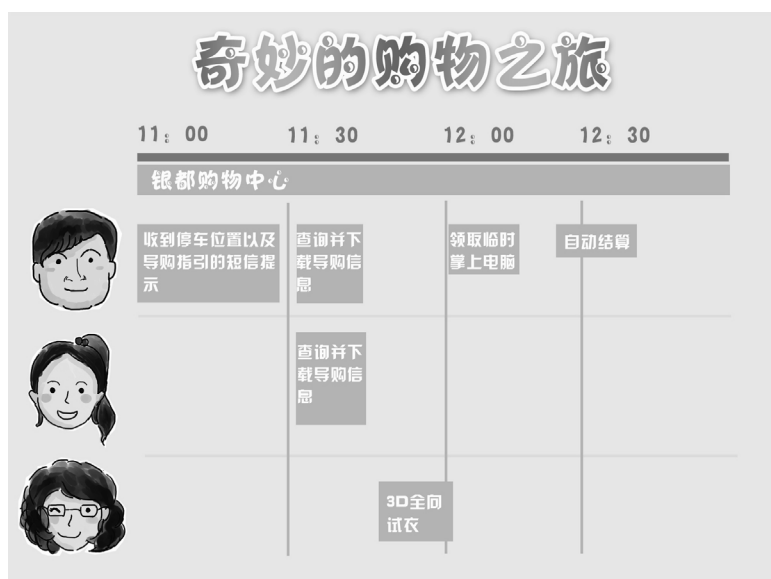 奇妙的购物之旅
11：00 11：30 12：00 12：30
银都购物中心
收到停车位置以及
导购指引的短信提
示
查询并下
载导购信
息
领取临时
掌上电脑
自动结算
查询并下
载导购信
息
3D全向
试衣